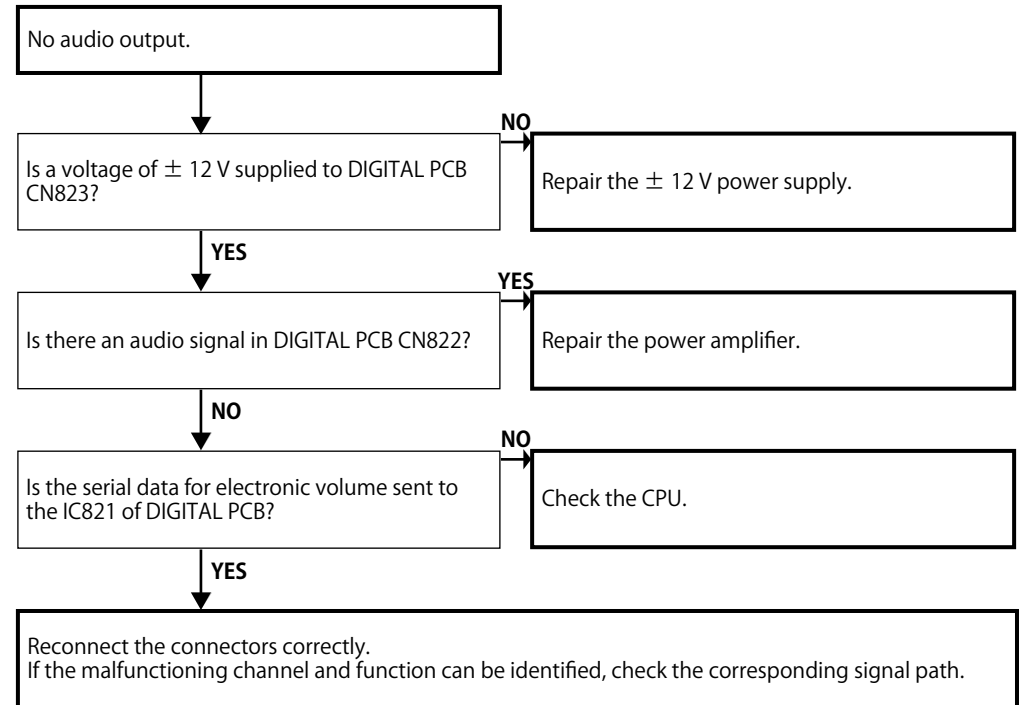 No audio output.
NO
Is a voltage of ± 12 V supplied to DIGITAL PCB
CN823?
Repair the ± 12 V power supply.
YES
YES
Is there an audio signal in DIGITAL PCB CN822?
Repair the power amplifier.
NO
NO
Is the serial data for electronic volume sent to
the IC821 of DIGITAL PCB?
Check the CPU.
YES
Reconnect the connectors correctly.
If the malfunctioning channel and function can be identified, check the corresponding signal path.